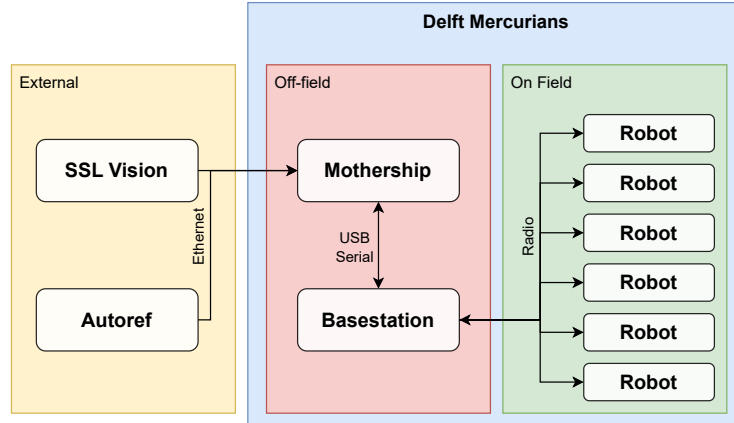 Delft Mercurians
External
Off-field
On Field
SSL Vision
Mothership
Robot
Robot
Ethernet
USB
Serial
Radio
Robot
Robot
Autoref
Basestation
Robot
Robot